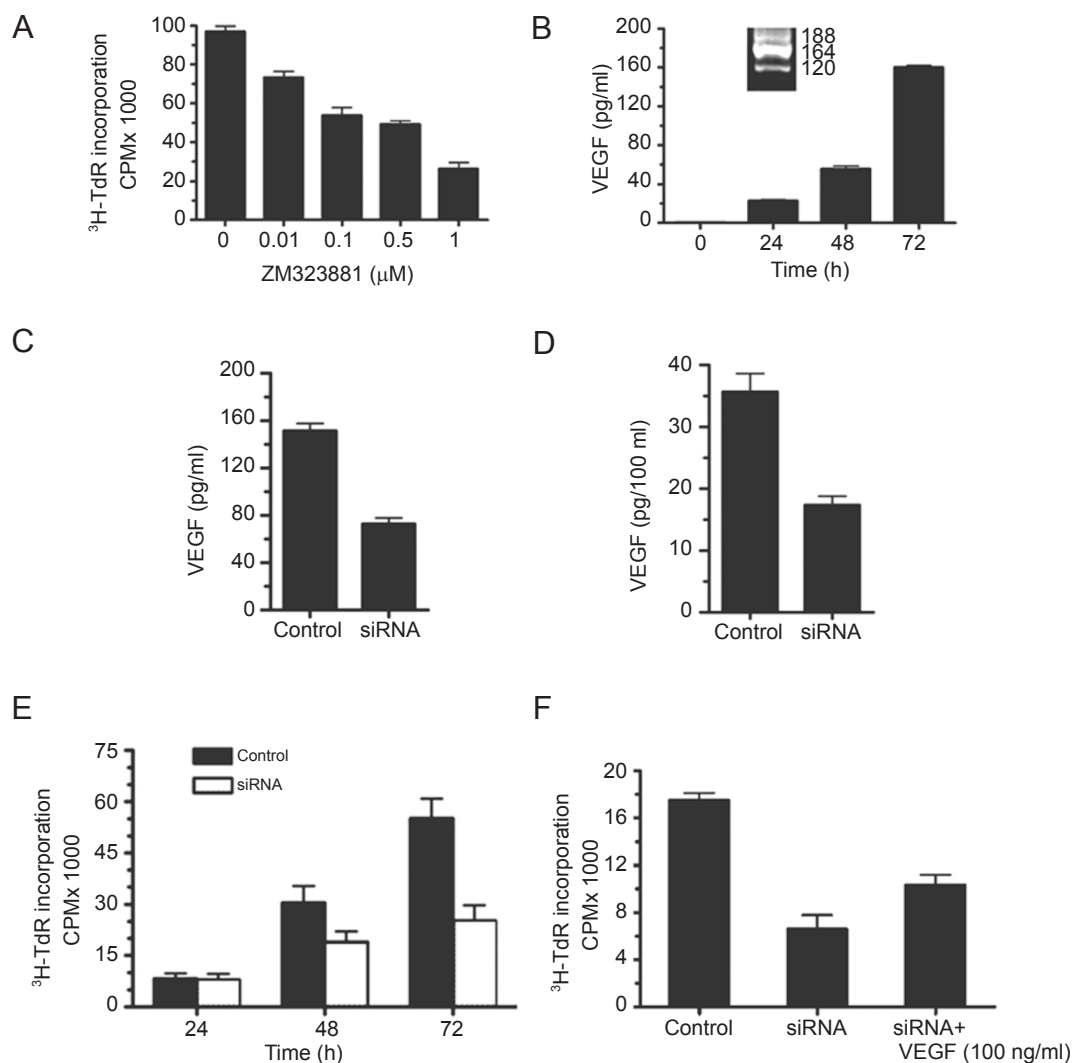 A
³H-TdR incorporation
CPMx 1000
100
80
60
40
20
0
0 0.01 0.1 0.5 1
ZM323881 (μM)
B
VEGF (pg/ml)
200
160
120
80
40
0
188
164
120
0 24 48 72
Time (h)
C
VEGF (pg/ml)
200
160
120
80
40
0
Control siRNA
D
VEGF (pg/100 ml)
40
30
20
10
0
Control siRNA
E
³H-TdR incorporation
CPMx 1000
75
60
45
30
15
0
Control
siRNA
24 48 72
Time (h)
F
³H-TdR incorporation
CPMx 1000
20
16
12
8
4
0
Control siRNA siRNA+
VEGF (100 ng/ml)